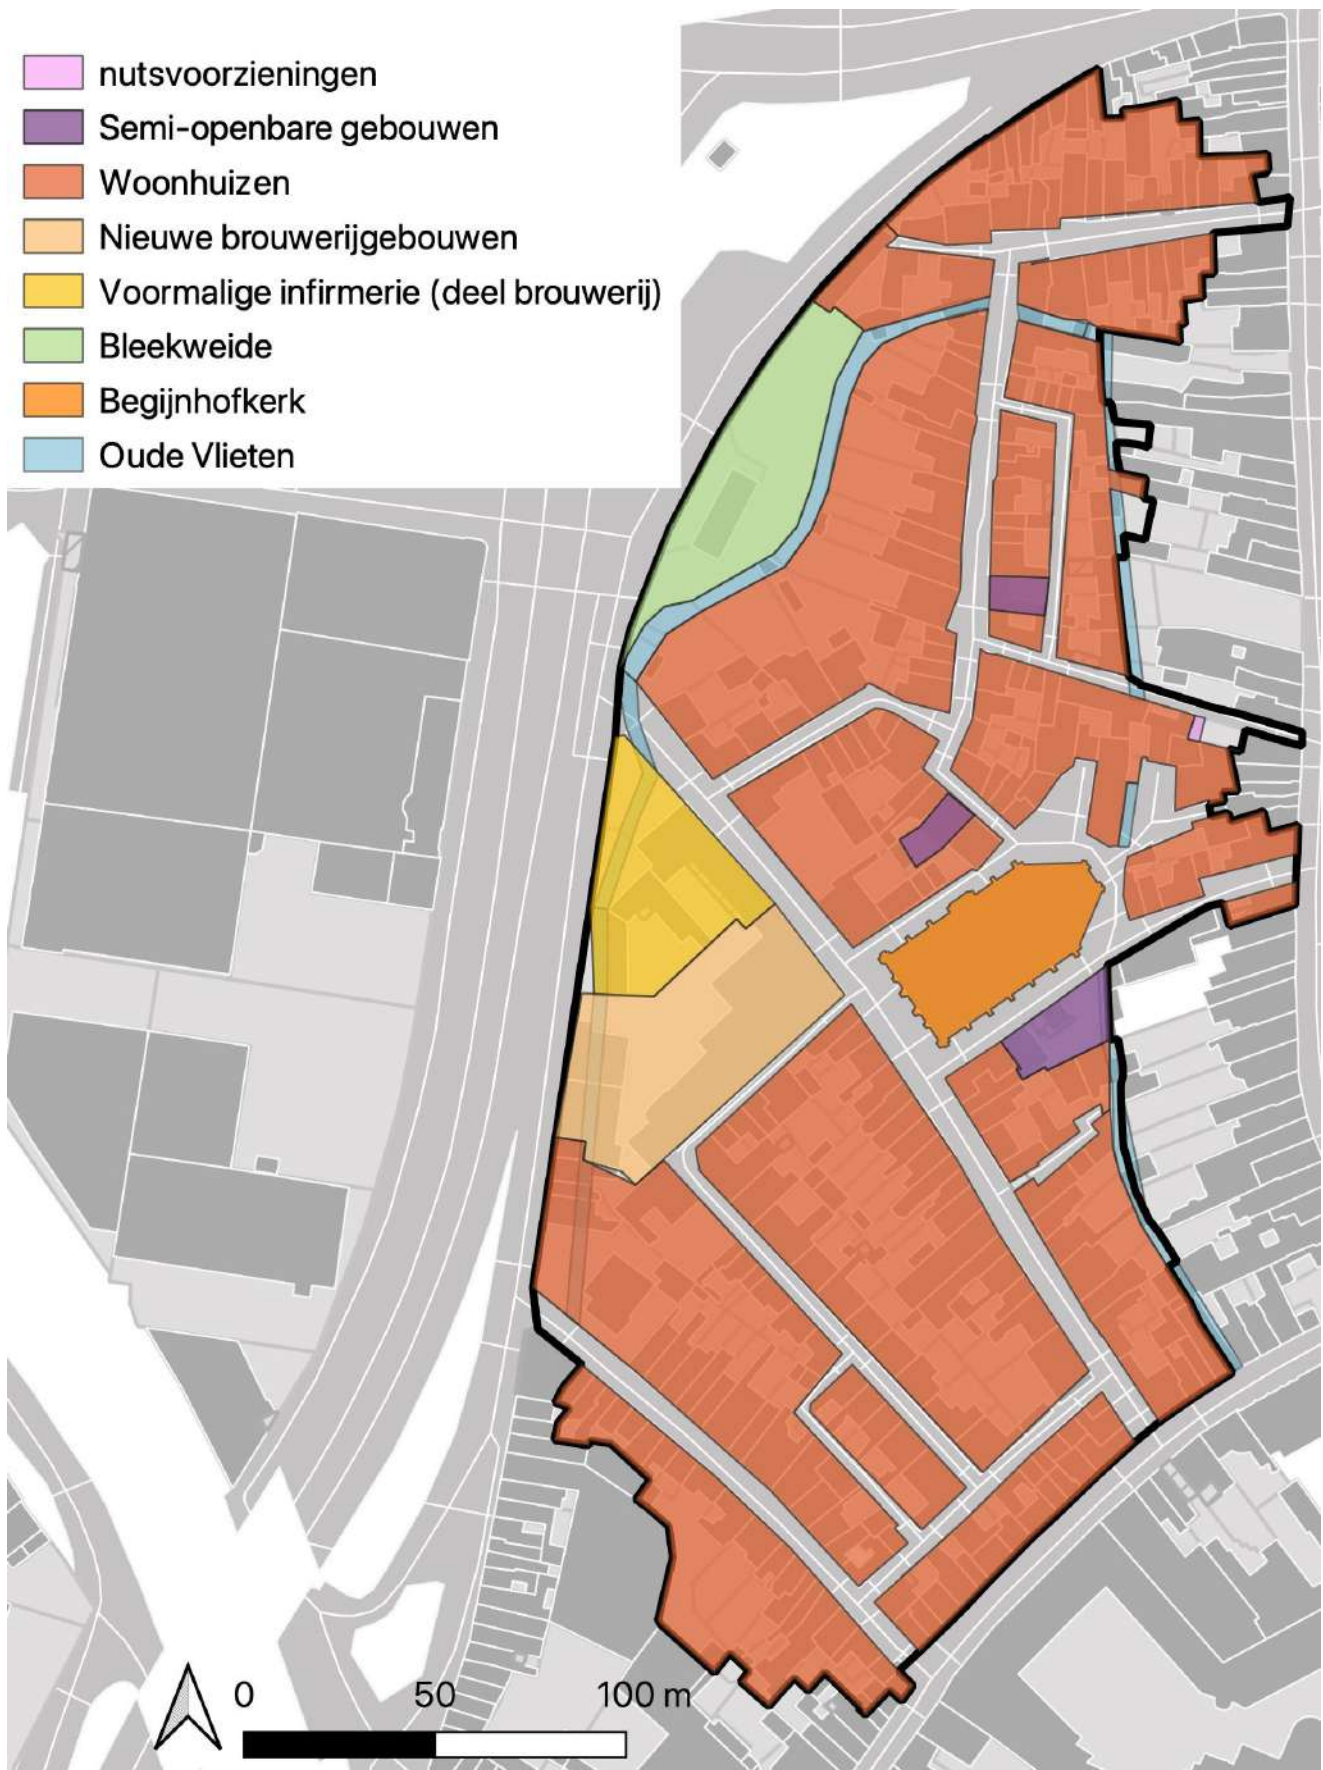 nutsvoorzieningen
Semi-openbare gebouwen
Woonhuizen
Nieuwe brouwerijgebouwen
Voormalige infirmerie (deel brouwerij)
Bleekweide
Begijnhofkerk
Oude Vlieten
0 50 100 m